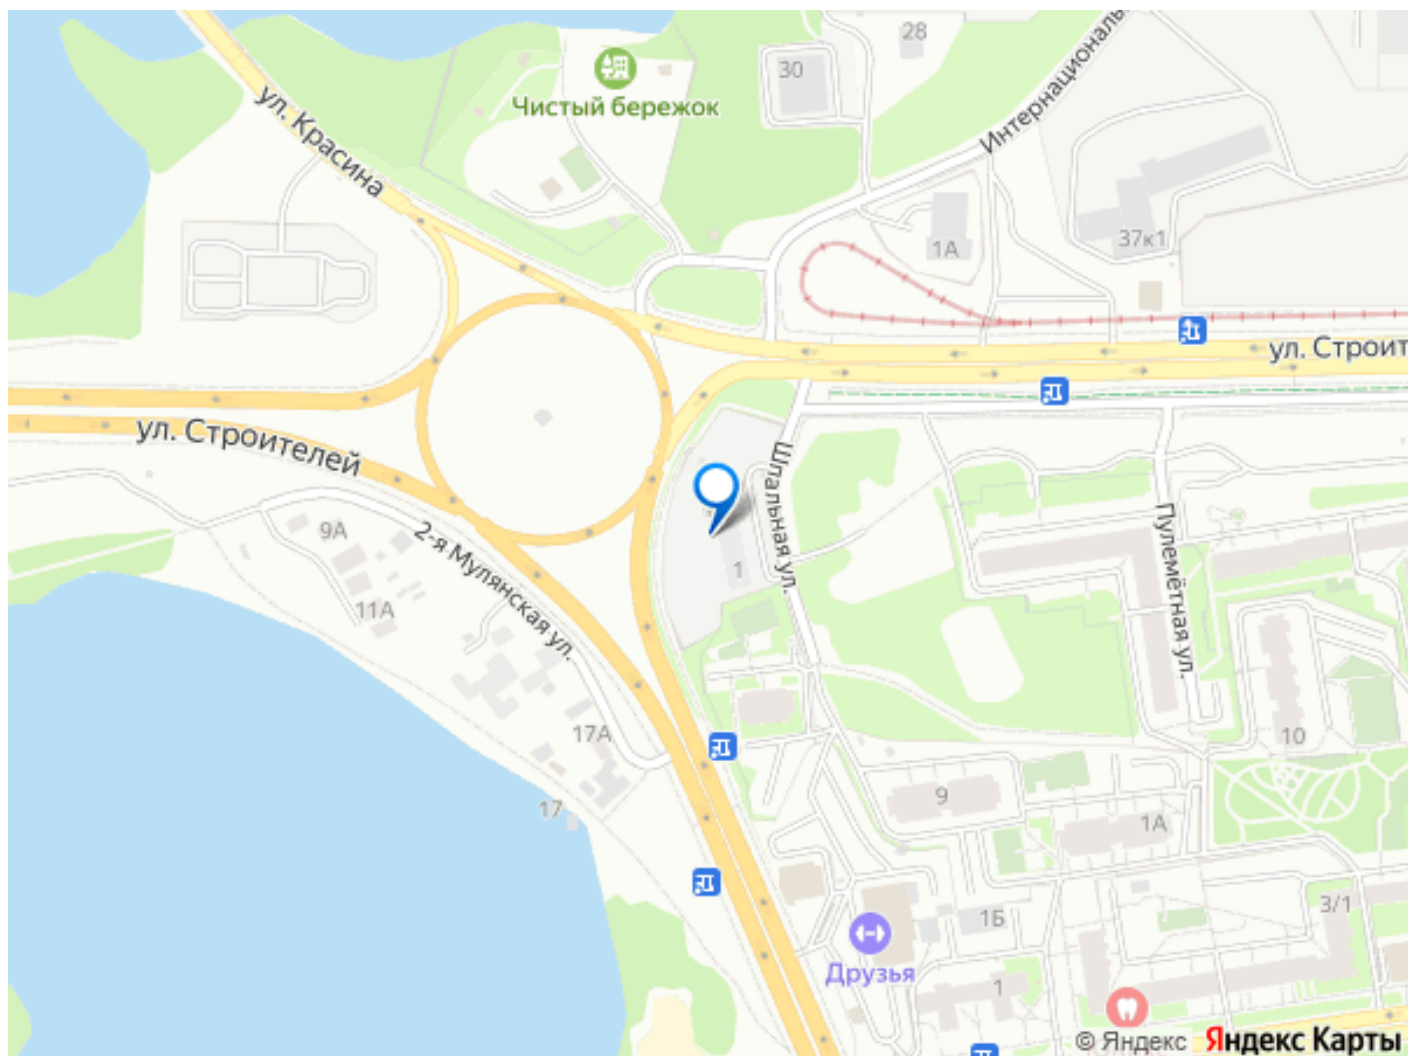 28
30
Чистый бережок
ул. Красина
Интернациональ
1А
37к1
ул. Строит
ул. Строителей
Шпальная ул.
9А
2-я Мулянская ул.
Пулемётная ул.
11А
1
17А
10
17
9
1А
3/1
1Б
Друзья
1
© Яндекс Яндекс Карты